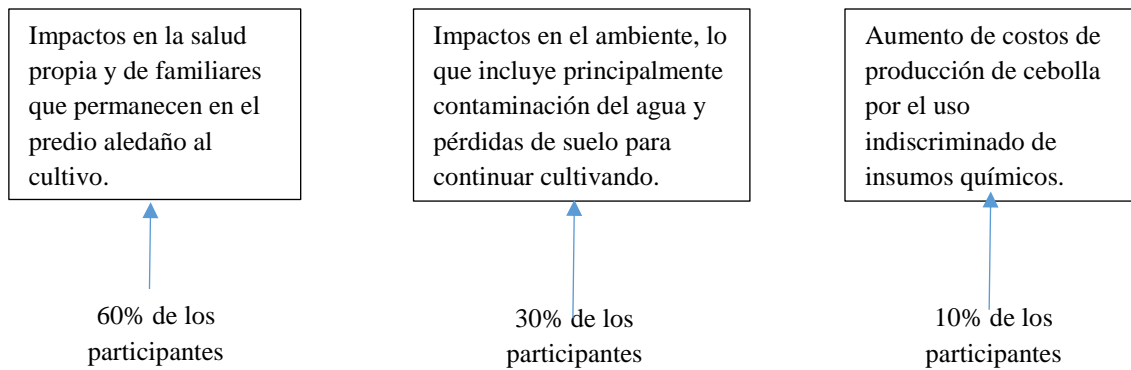 Impactos en la salud
propia y de familiares
que permanecen en el
predio aledaño al
cultivo.
Impactos en el ambiente, lo
que incluye principalmente
contaminación del agua y
pérdidas de suelo para
continuar cultivando.
Aumento de costos de
producción de cebolla
por el uso
indiscriminado de
insumos químicos.
60% de los
participantes
30% de los
participantes
10% de los
participantes